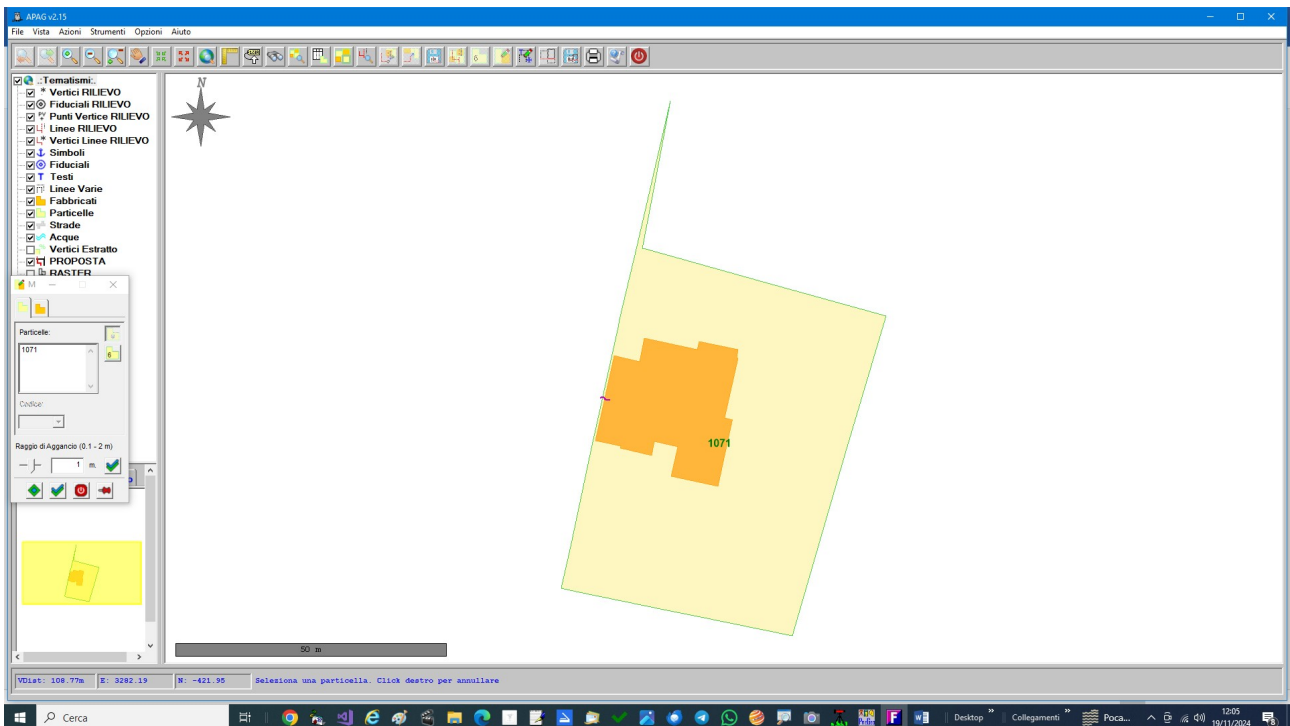 APAG v2.15
File Vista Azioni Strumenti Opzioni Aiuto
.:Tematismi:.
Vertici RILIEVO
Fiduciali RILIEVO
Punti Vertice RILIEVO
Linee RILIEVO
Vertici Linee RILIEVO
Simboli
Fiduciali
T Testi
Linee Varie
Fabbricati
Particelle
Strade
Acque
Vertici Estratto
PROPOSTA
RASTER
M
Particelle:
1071
6
Codice:
Raggio di Aggancio (0.1 - 2 m)
1 m.
N
1071
50 m
VDist: 108.77m E: 3282.19 N: -421.95 Seleziona una particella. Click destro per annullare
Cerca
Desktop
Collegamenti
Poca...
12:05
19/11/2024